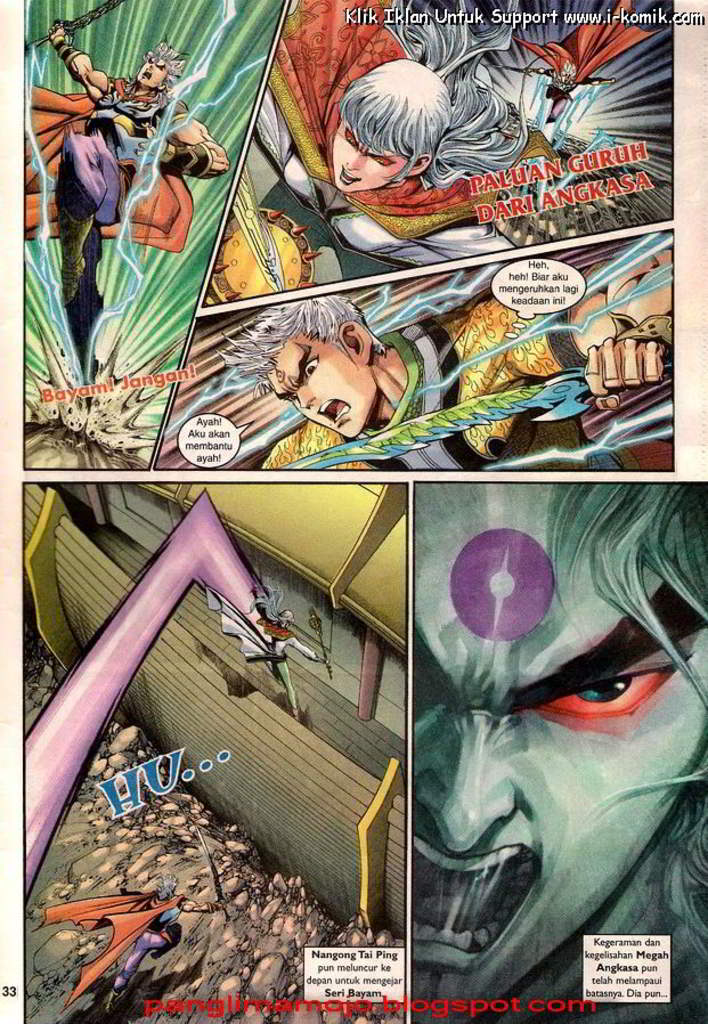 Klik Iklan Untuk Support www.i-komik.com
Bayam! Jangan!
PALUAN GURUH
DARI ANGKASA
Heh,
heh! Biar aku
mengeruhkan lagi
keadaan ini!
Ayah!
Aku akan
membantu
ayah!
HU...
Nangong Tai Ping
pun meluncur ke
depan untuk mengejar
Seri Bayam...
Kegeraman dan
kegelisahan Megah
Angkasa pun
telah melampaui
batasnya. Dia pun...
33
panglimamojo.blogspot.com